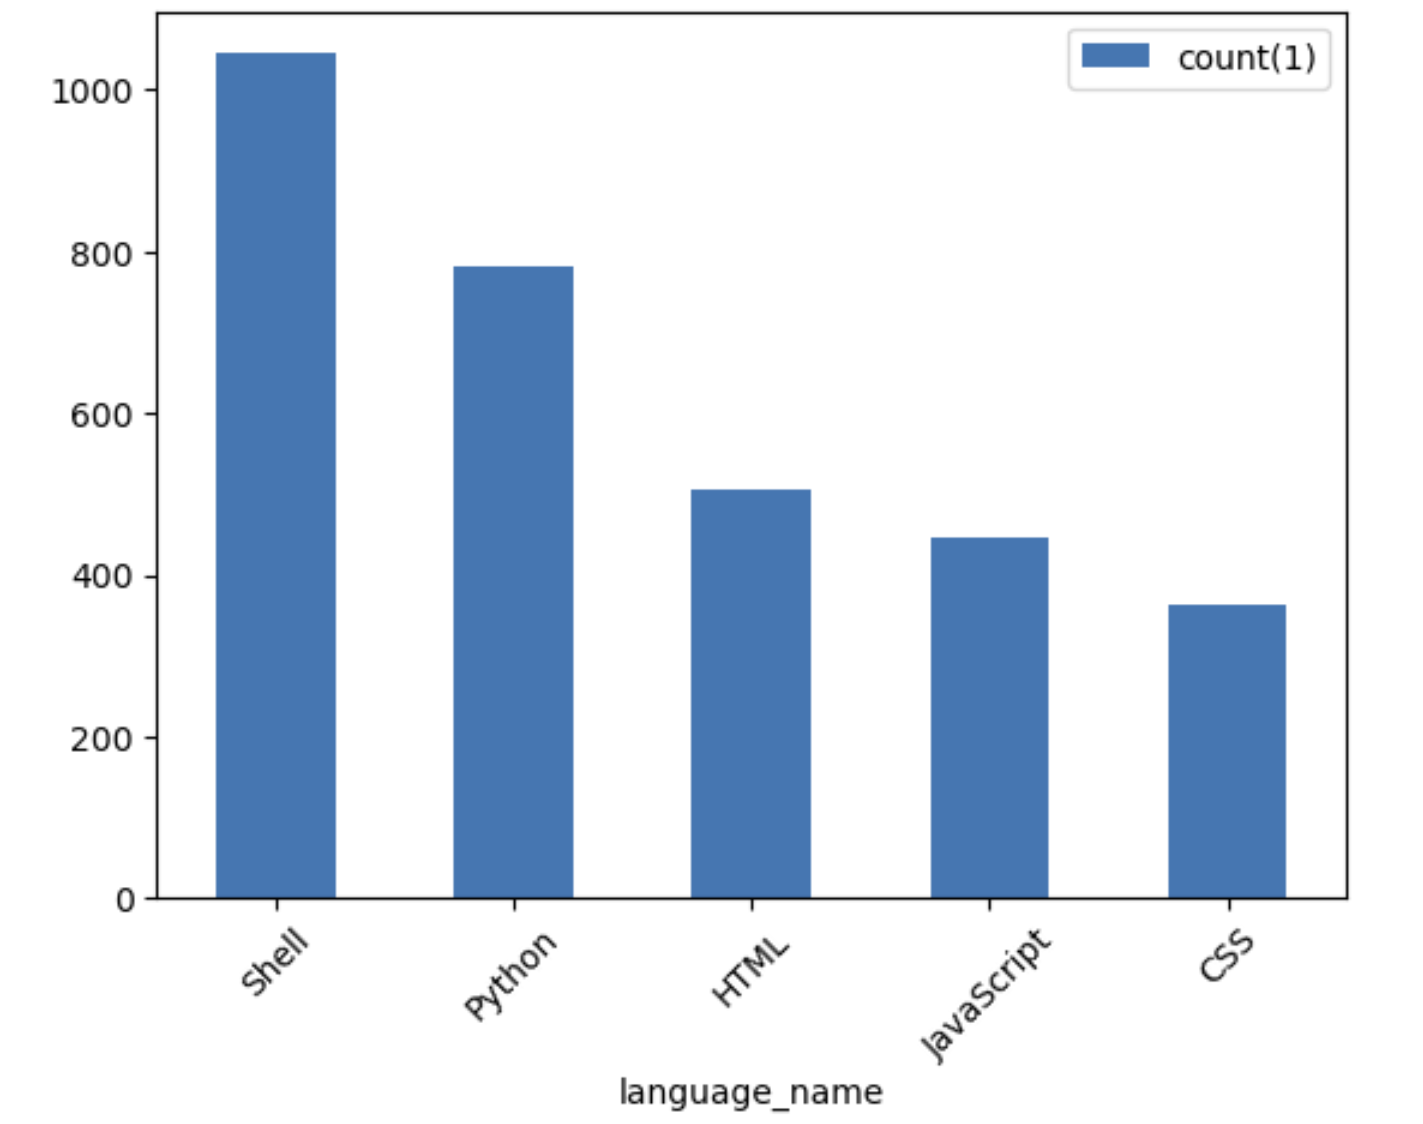 count(1)
1000
800
600
400
200
0
Shell
Python
HTML
JavaScript
CSS
language_name